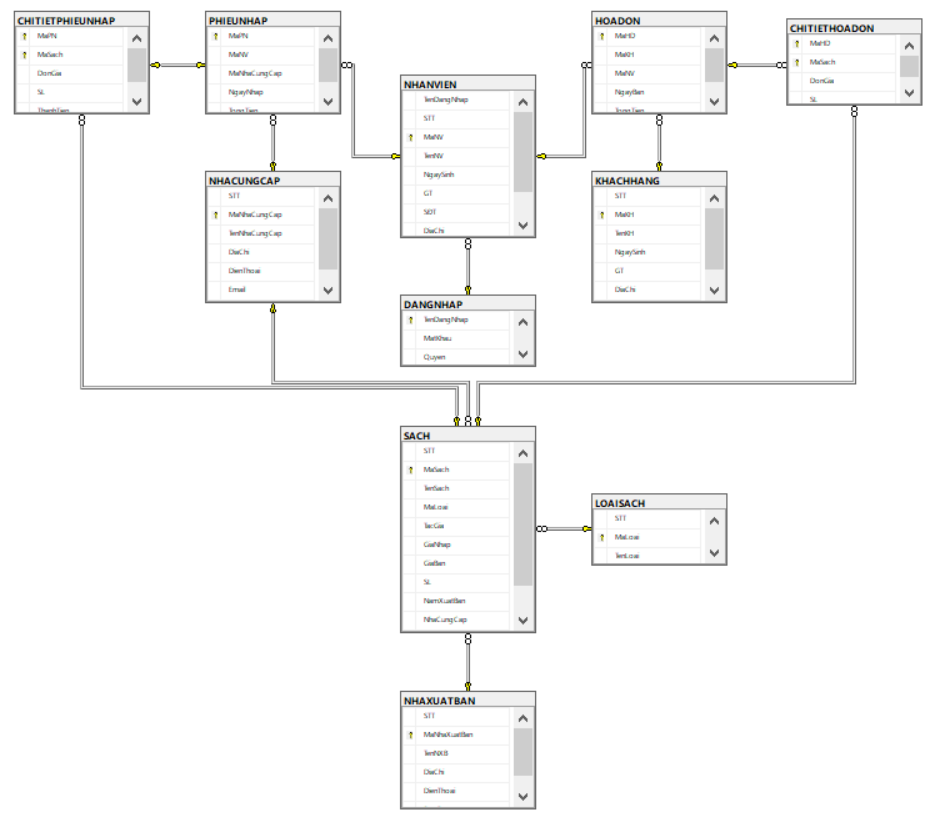 CHITIETPHIEUNHAP
MaPN
MaSach
DonGia
SL
ThanhTien
PHIEUNHAP
MaPN
MaNV
MaNhaCungCap
NgayNhap
TongTien
NHANVIEN
TenDangNhap
STT
MaNV
TenNV
NgaySinh
GT
SDT
DiaChi
HOADON
MaHD
MaKH
MaNV
NgayBan
TongTien
CHITIETHOADON
MaHD
MaSach
DonGia
SL
NHACUNGCAP
STT
MaNhaCungCap
TenNhaCungCap
DiaChi
DienThoai
Email
KHACHHANG
STT
MaKH
TenKH
NgaySinh
GT
DiaChi
DANGNHAP
TenDangNhap
MatKhau
Quyen
SACH
STT
MaSach
TenSach
MaLoai
TacGia
GiaNhap
GiaBan
SL
NamXuatBan
NhaCungCap
LOAISACH
STT
MaLoai
TenLoai
NHAXUATBAN
STT
MaNhaXuatBan
TenNXB
DiaChi
DienThoai